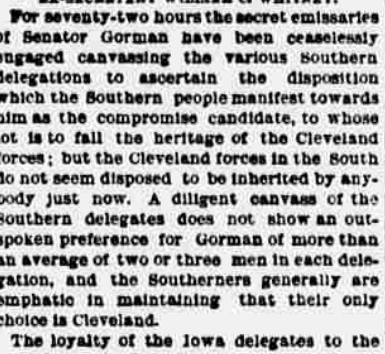 For seventy-two hours the secret emissaries
of Senator Gorman have been ceaselessly
engaged canvassing the various Southern
delegations to ascertain the disposition
which the Southern people manifest towards
him as the compromise candidate, to whose
lot is to fall the heritage of the Cleveland
forces; but the Cleveland forces in the South
do not seem disposed to be inherited by any-
body just now. A diligent canvass of the
Southern delegates does not show an out-
spoken preference for Gorman of more than
an average of two or three men in each dele-
gation, and the Southerners generally are
emphatic in maintaining that their only
choice is Cleveland.
The loyalty of the Iowa delegates to the